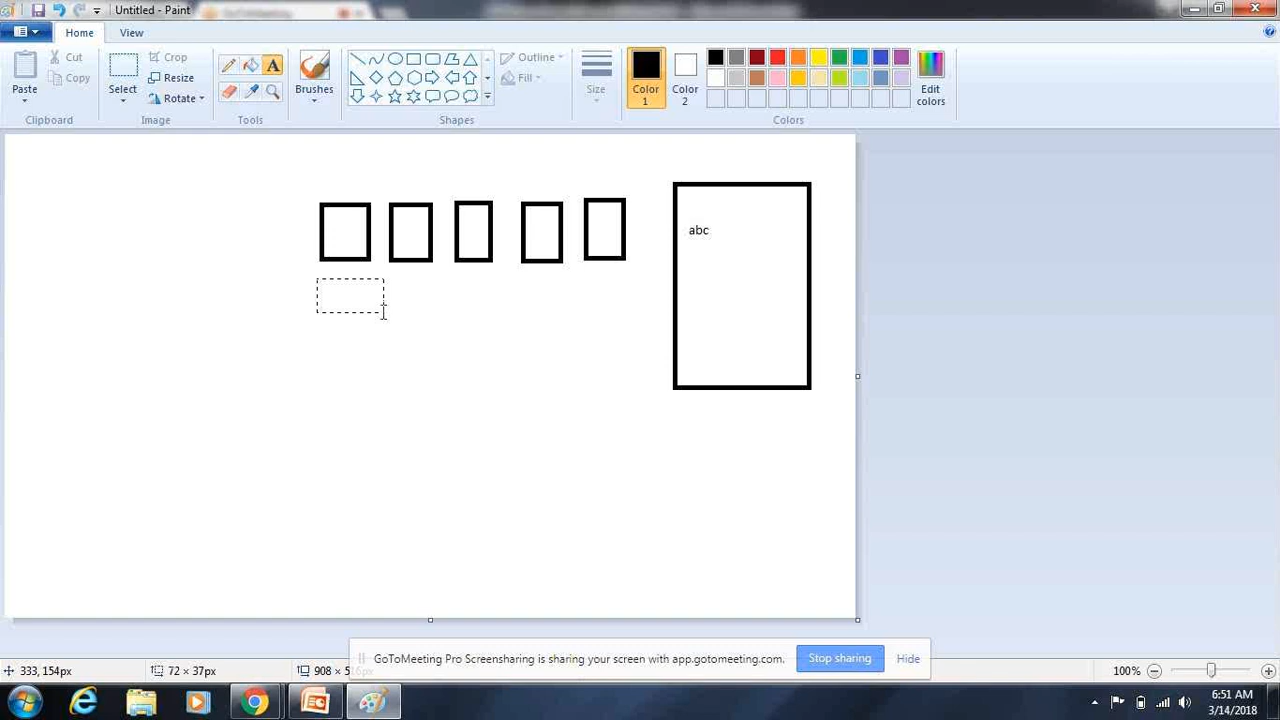 Untitled - Paint
GoToMeeting
Home
View
Paste
Cut
Copy
Clipboard
Select
Crop
Resize
Rotate
Image
A
Tools
Brushes
Shapes
Outline
Fill
Size
Color
1
Color
2
Edit
colors
Colors
abc
GoToMeeting Pro Screensharing is sharing your screen with app.gotomeeting.com.
Stop sharing
Hide
333, 154px
72 × 37px
100%
6:51 AM
3/14/2018